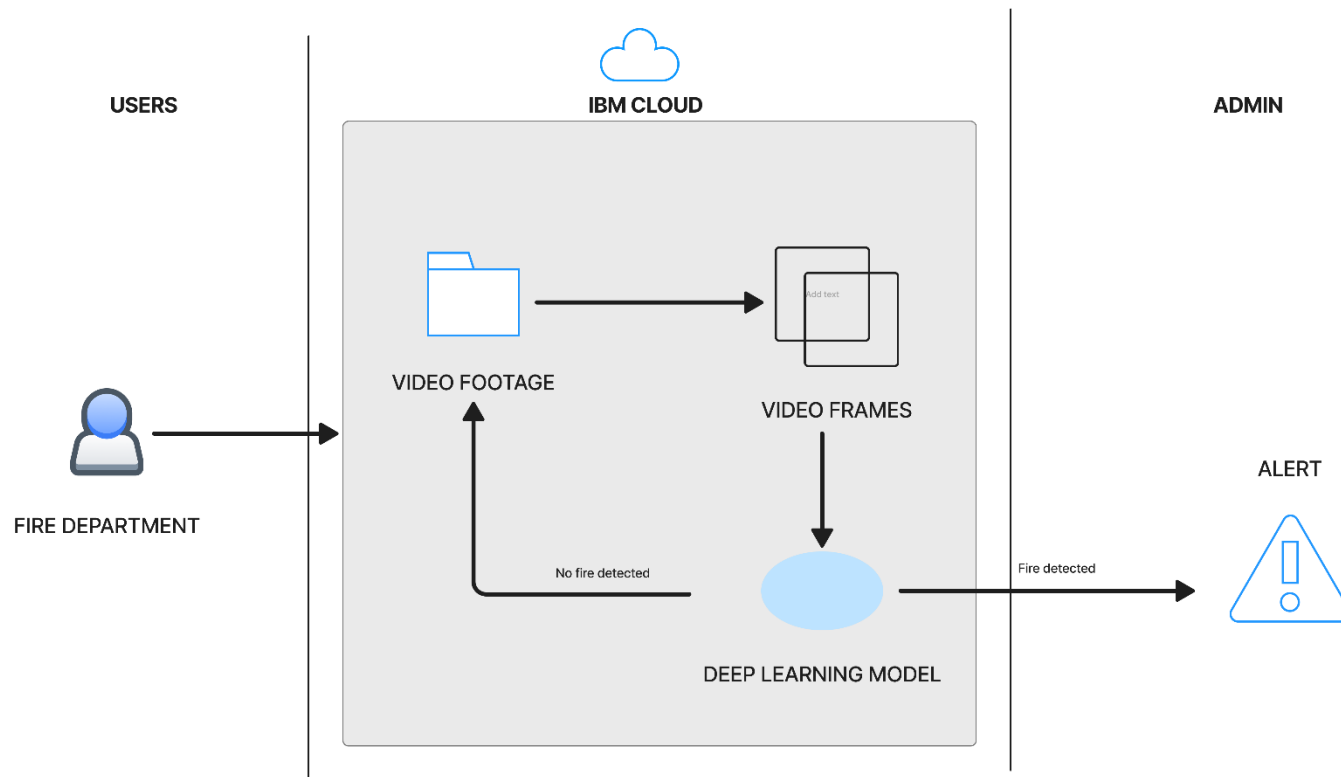 USERS
IBM CLOUD
ADMIN
Add text
VIDEO FOOTAGE
VIDEO FRAMES
FIRE DEPARTMENT
ALERT
No fire detected
Fire detected
DEEP LEARNING MODEL